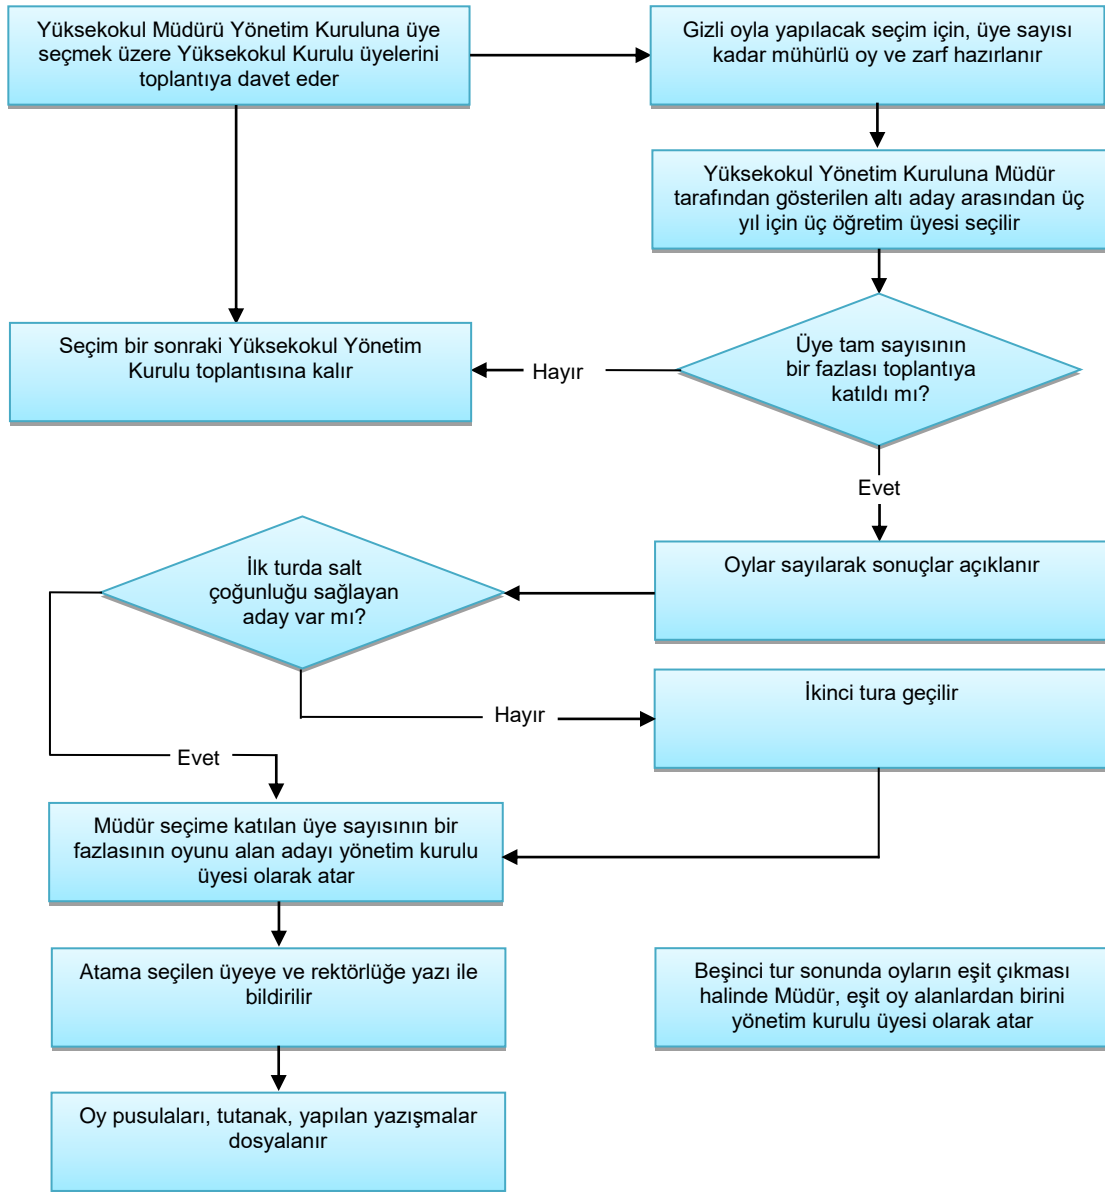 Yüksekokul Müdürü Yönetim Kuruluna üye
seçmek üzere Yüksekokul Kurulu üyelerini
toplantıya davet eder
Gizli oyla yapılacak seçim için, üye sayısı
kadar mühürlü oy ve zarf hazırlanır
Yüksekokul Yönetim Kuruluna Müdür
tarafından gösterilen altı aday arasından üç
yıl için üç öğretim üyesi seçilir
Seçim bir sonraki Yüksekokul Yönetim
Kurulu toplantısına kalır
Hayır
Üye tam sayısının
bir fazlası toplantıya
katıldı mı?
Evet
Oylar sayılarak sonuçlar açıklanır
İlk turda salt
çoğunluğu sağlayan
aday var mı?
Hayır
İkinci tura geçilir
Evet
Müdür seçime katılan üye sayısının bir
fazlasının oyunu alan adayı yönetim kurulu
üyesi olarak atar
Atama seçilen üyeye ve rektörlüğe yazı ile
bildirilir
Beşinci tur sonunda oyların eşit çıkması
halinde Müdür, eşit oy alanlardan birini
yönetim kurulu üyesi olarak atar
Oy pusulaları, tutanak, yapılan yazışmalar
dosyalanır